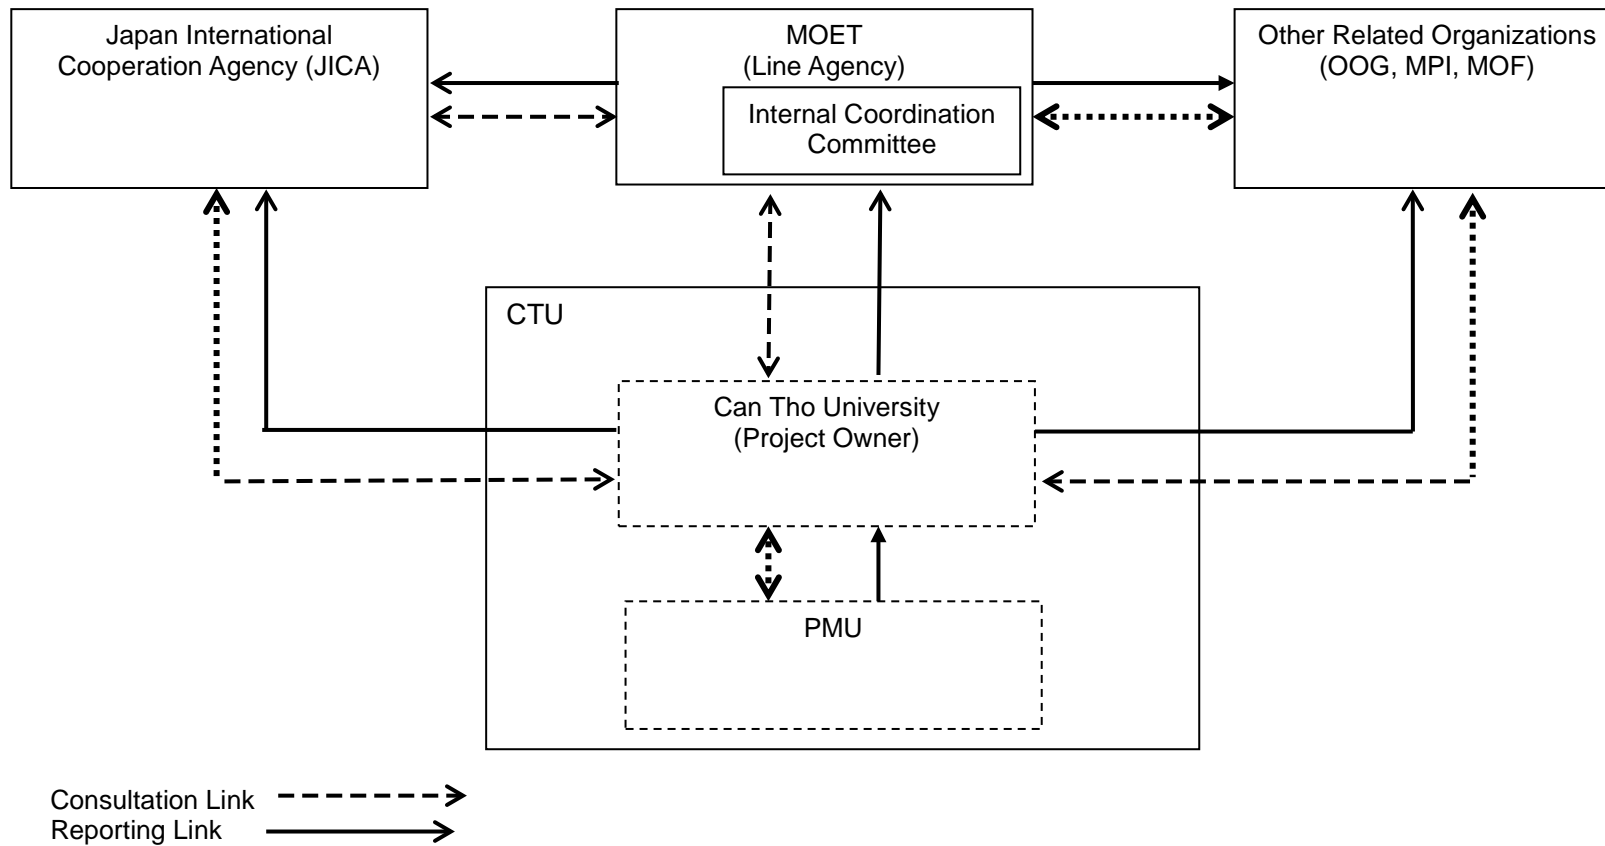 Japan International
Cooperation Agency (JICA)
MOET
(Line Agency)
Internal Coordination
Committee
Other Related Organizations
(OOG, MPI, MOF)
CTU
Can Tho University
(Project Owner)
PMU
Consultation Link
Reporting Link